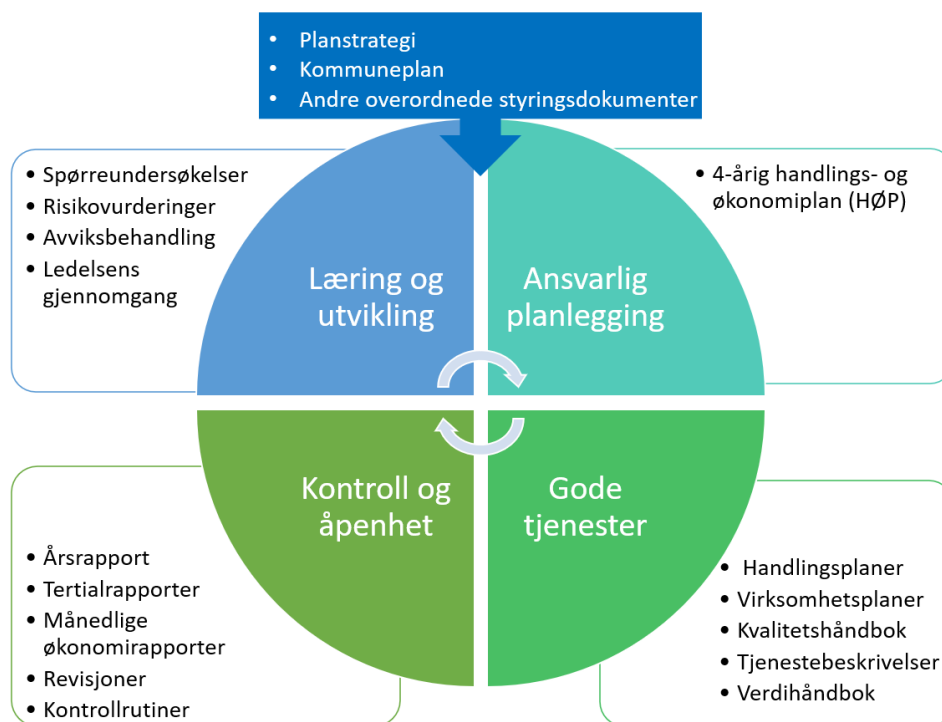 • Planstrategi
• Kommuneplan
• Andre overordnede styringsdokumenter
• Spørreundersøkelser
• Risikovurderinger
• Avviksbehandling
• Ledelsens
gjennomgang
• 4-årig handlings- og
økonomiplan (HØP)
Læring og
utvikling
Ansvarlig
planlegging
Kontroll og
åpenhet
Gode
tjenester
• Årsrapport
• Tertialrapporter
• Månedlige
økonomirapporter
• Revisjoner
• Kontrollrutiner
• Handlingsplaner
• Virksomhetsplaner
• Kvalitetshåndbok
• Tjenestebeskrivelser
• Verdihåndbok